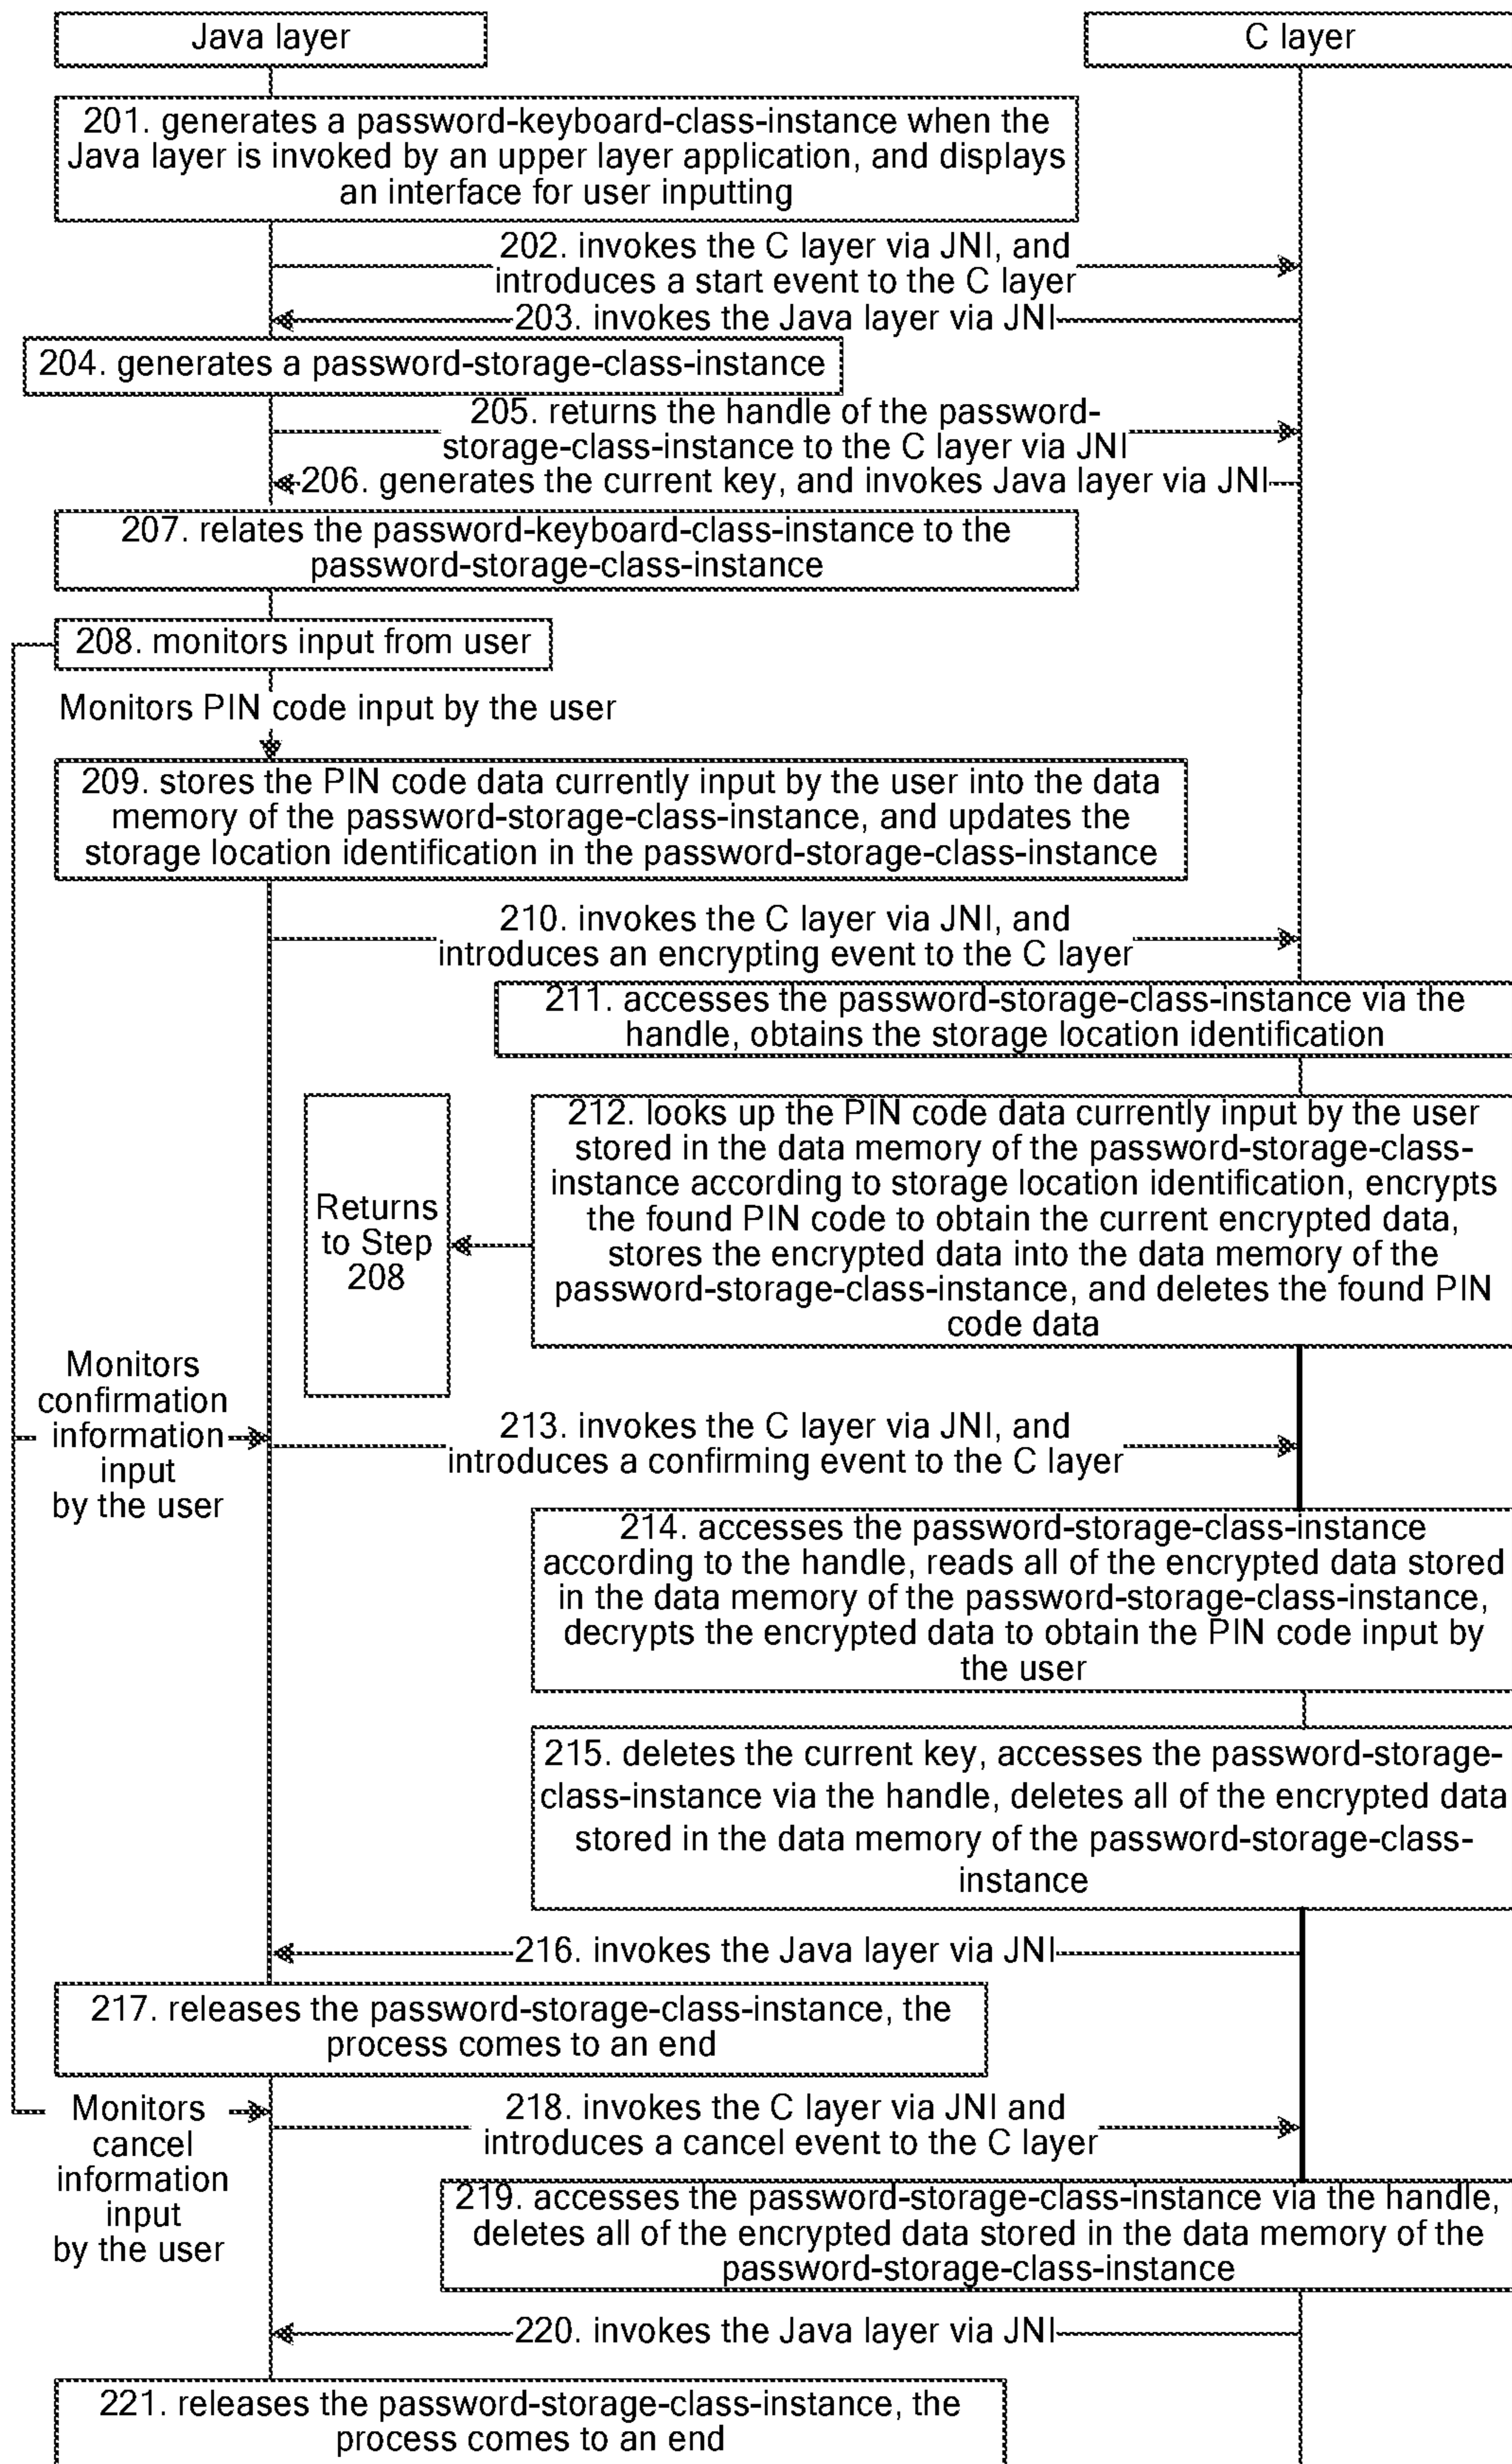 Java layer
C layer
201. generates a password-keyboard-class-instance when the
Java layer is invoked by an upper layer application, and displays
an interface for user inputting
202. invokes the C layer via JNI, and
introduces a start event to the C layer
203. invokes the Java layer via JNI
204. generates a password-storage-class-instance
205. returns the handle of the password-
storage-class-instance to the C layer via JNI
206. generates the current key, and invokes Java layer via JNI
207. relates the password-keyboard-class-instance to the
password-storage-class-instance
208. monitors input from user
Monitors PIN code input by the user
209. stores the PIN code data currently input by the user into the data
memory of the password-storage-class-instance, and updates the
storage location identification in the password-storage-class-instance
210. invokes the C layer via JNI, and
introduces an encrypting event to the C layer
211. accesses the password-storage-class-instance via the
handle, obtains the storage location identification
212. looks up the PIN code data currently input by the user
stored in the data memory of the password-storage-class-
instance according to storage location identification, encrypts
the found PIN code to obtain the current encrypted data,
stores the encrypted data into the data memory of the
password-storage-class-instance, and deletes the found PIN
code data
Returns
to Step
208
Monitors
confirmation
information
input
by the user
213. invokes the C layer via JNI, and
introduces a confirming event to the C layer
214. accesses the password-storage-class-instance
according to the handle, reads all of the encrypted data stored
in the data memory of the password-storage-class-instance,
decrypts the encrypted data to obtain the PIN code input by
the user
215. deletes the current key, accesses the password-storage-
class-instance via the handle, deletes all of the encrypted data
stored in the data memory of the password-storage-class-
instance
216. invokes the Java layer via JNI
217. releases the password-storage-class-instance, the
process comes to an end
Monitors
cancel
information
input
by the user
218. invokes the C layer via JNI and
introduces a cancel event to the C layer
219. accesses the password-storage-class-instance via the handle,
deletes all of the encrypted data stored in the data memory of the
password-storage-class-instance
220. invokes the Java layer via JNI
221. releases the password-storage-class-instance, the
process comes to an end